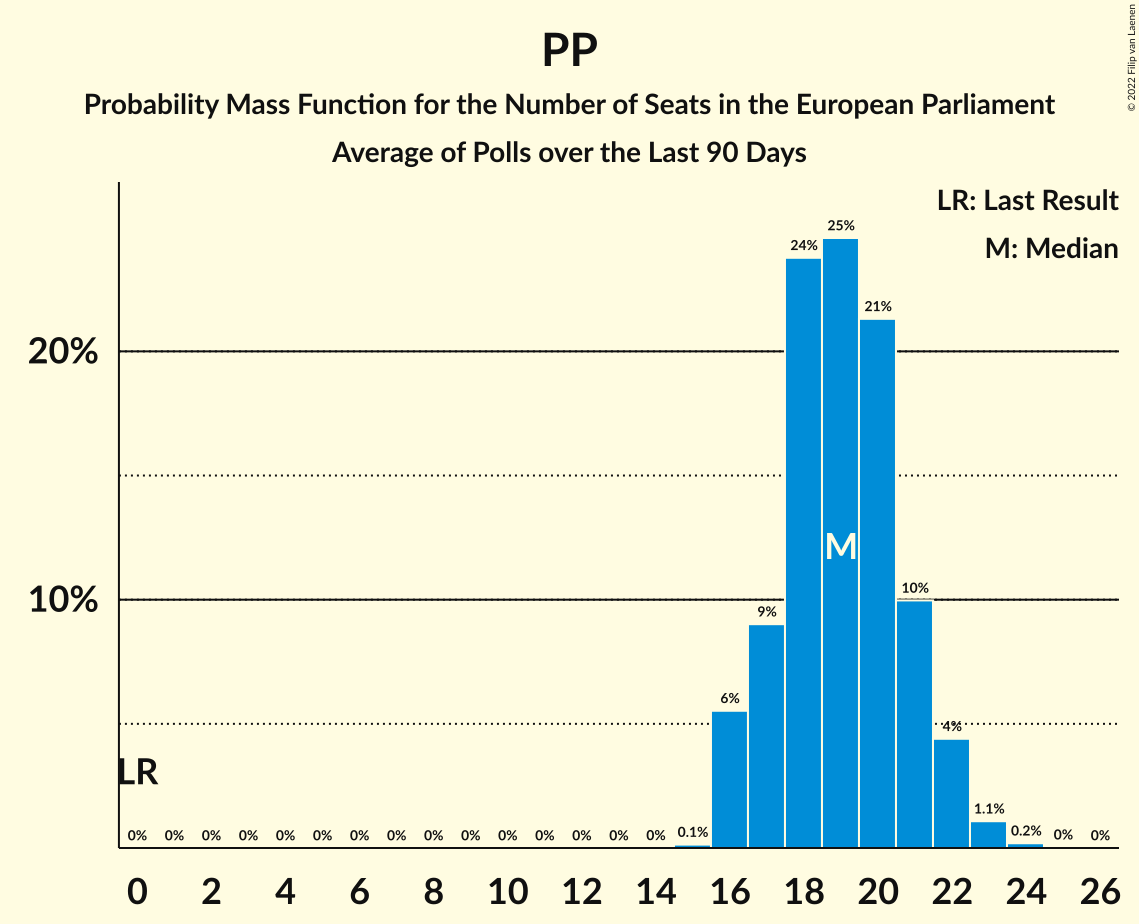 PP
Probability Mass Function for the Number of Seats in the European Parliament
Average of Polls over the Last 90 Days
© 2022 Filip van Laenen
LR: Last Result
M: Median
20%
10%
LR
M
0% 0% 0% 0% 0% 0% 0% 0% 0% 0% 0% 0% 0% 0% 0% 0.1% 6% 9% 24% 25% 21% 10% 4% 1.1% 0.2% 0% 0%
0 2 4 6 8 10 12 14 16 18 20 22 24 26